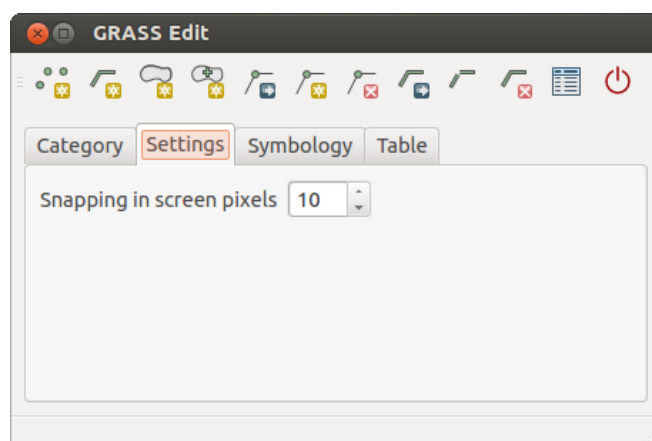 GRASS Edit
Category Settings Symbology Table
Snapping in screen pixels 10